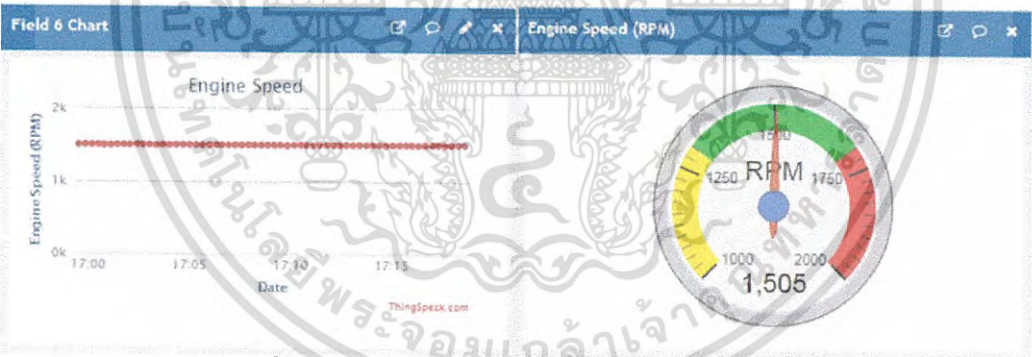 Field 6 Chart
Engine Speed (RPM)
Engine Speed
Engine Speed (RPM)
2k
1k
0k
17:00
17:05
17:10
17:15
Date
ThingSpeak.com
1500
1250
RPM
1750
1000
2000
1,505